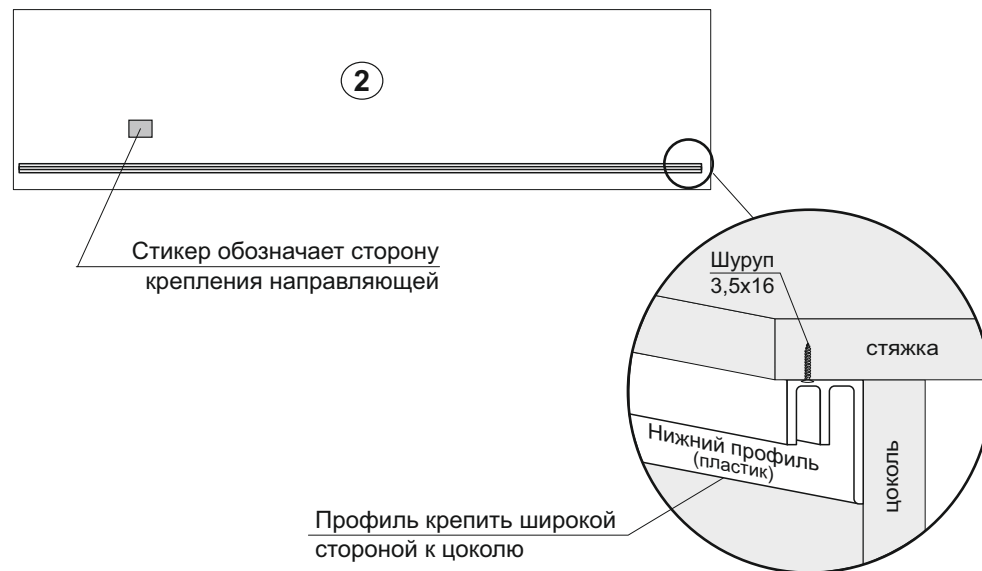 2
Стикер обозначает сторону
крепления направляющей
Шуруп
3,5х16
стяжка
Нижний профиль
(пластик)
цоколь
Профиль крепить широкой
стороной к цоколю